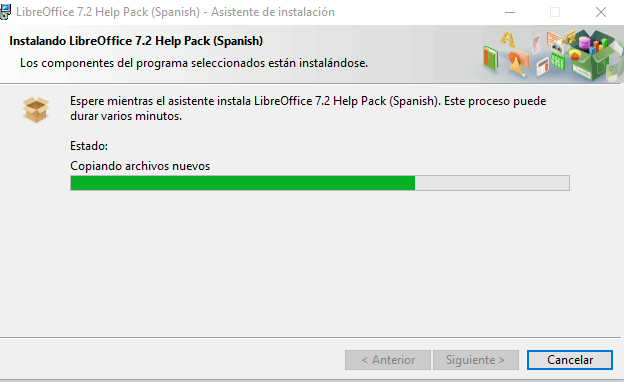 LibreOffice 7.2 Help Pack (Spanish) - Asistente de instalación
Instalando LibreOffice 7.2 Help Pack (Spanish)
Los componentes del programa seleccionados están instándose.
Espere mientras el asistente instala LibreOffice 7.2 Help Pack (Spanish). Este proceso puede
durar varios minutos.
Estado:
Copiando archivos nuevos
< Anterior
Siguiente >
Cancelar